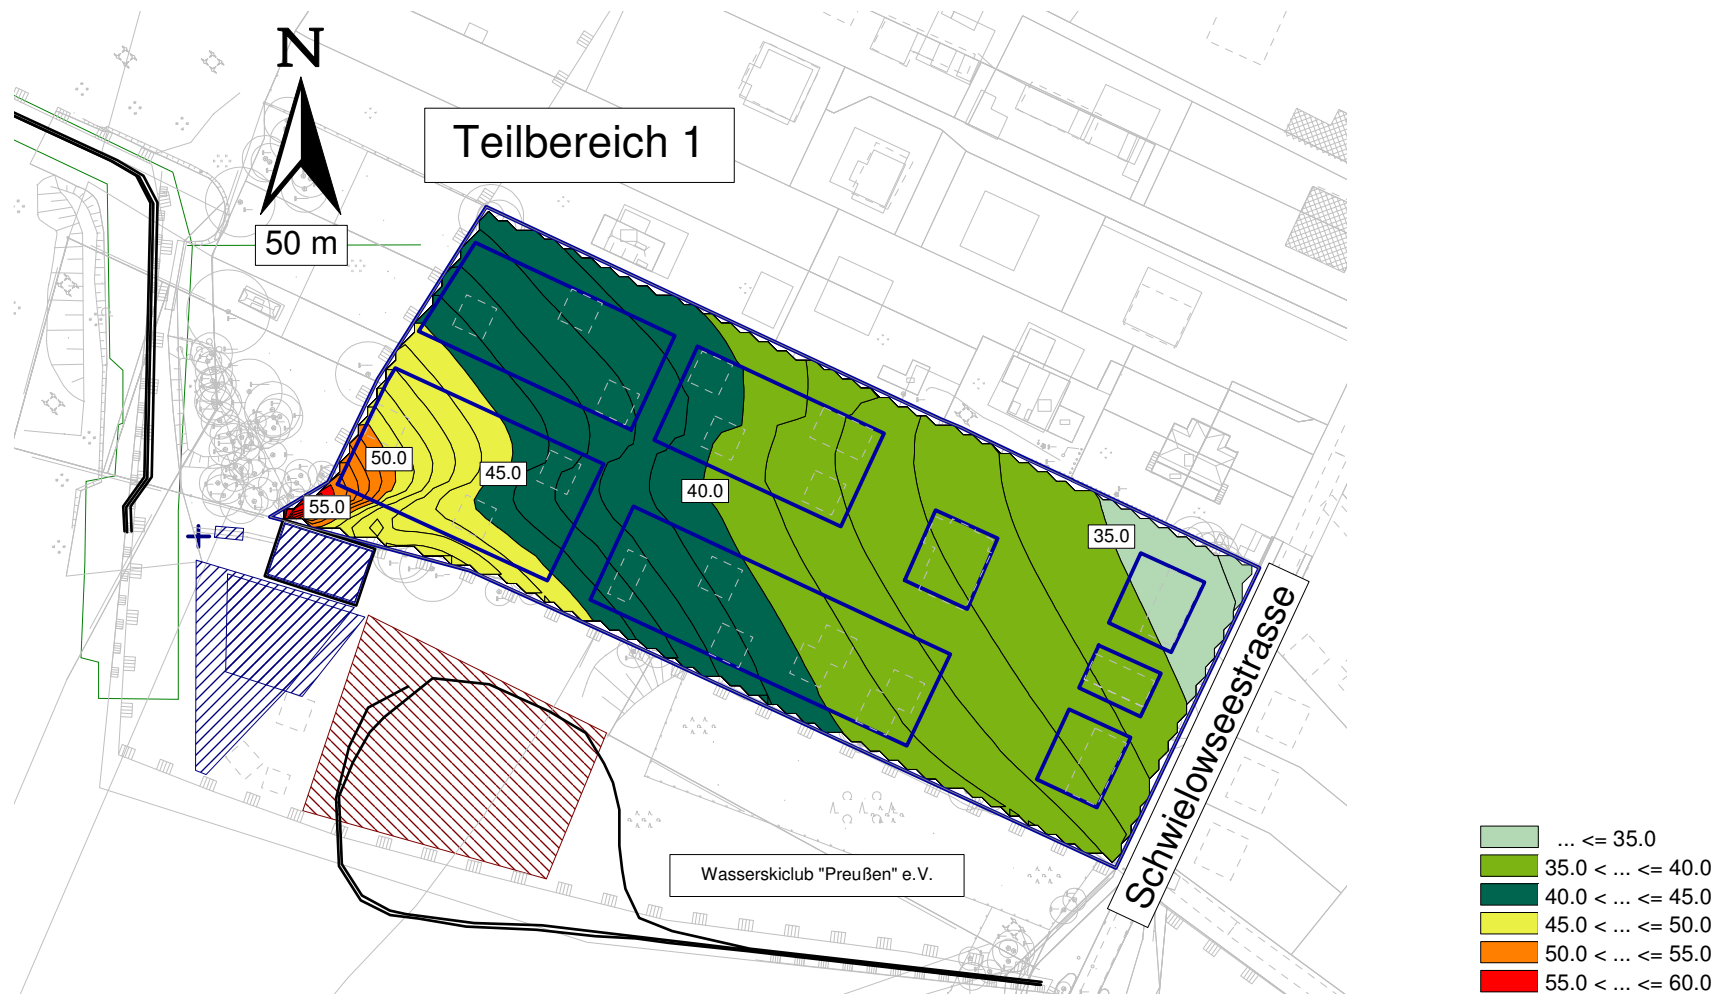 N
Teilbereich 1
50 m
50.0
45.0
55.0
40.0
35.0
Schwielowseestrasse
Wasserskiclub "Preußen" e.V.
... <= 35.0
35.0 < ... <= 40.0
40.0 < ... <= 45.0
45.0 < ... <= 50.0
50.0 < ... <= 55.0
55.0 < ... <= 60.0